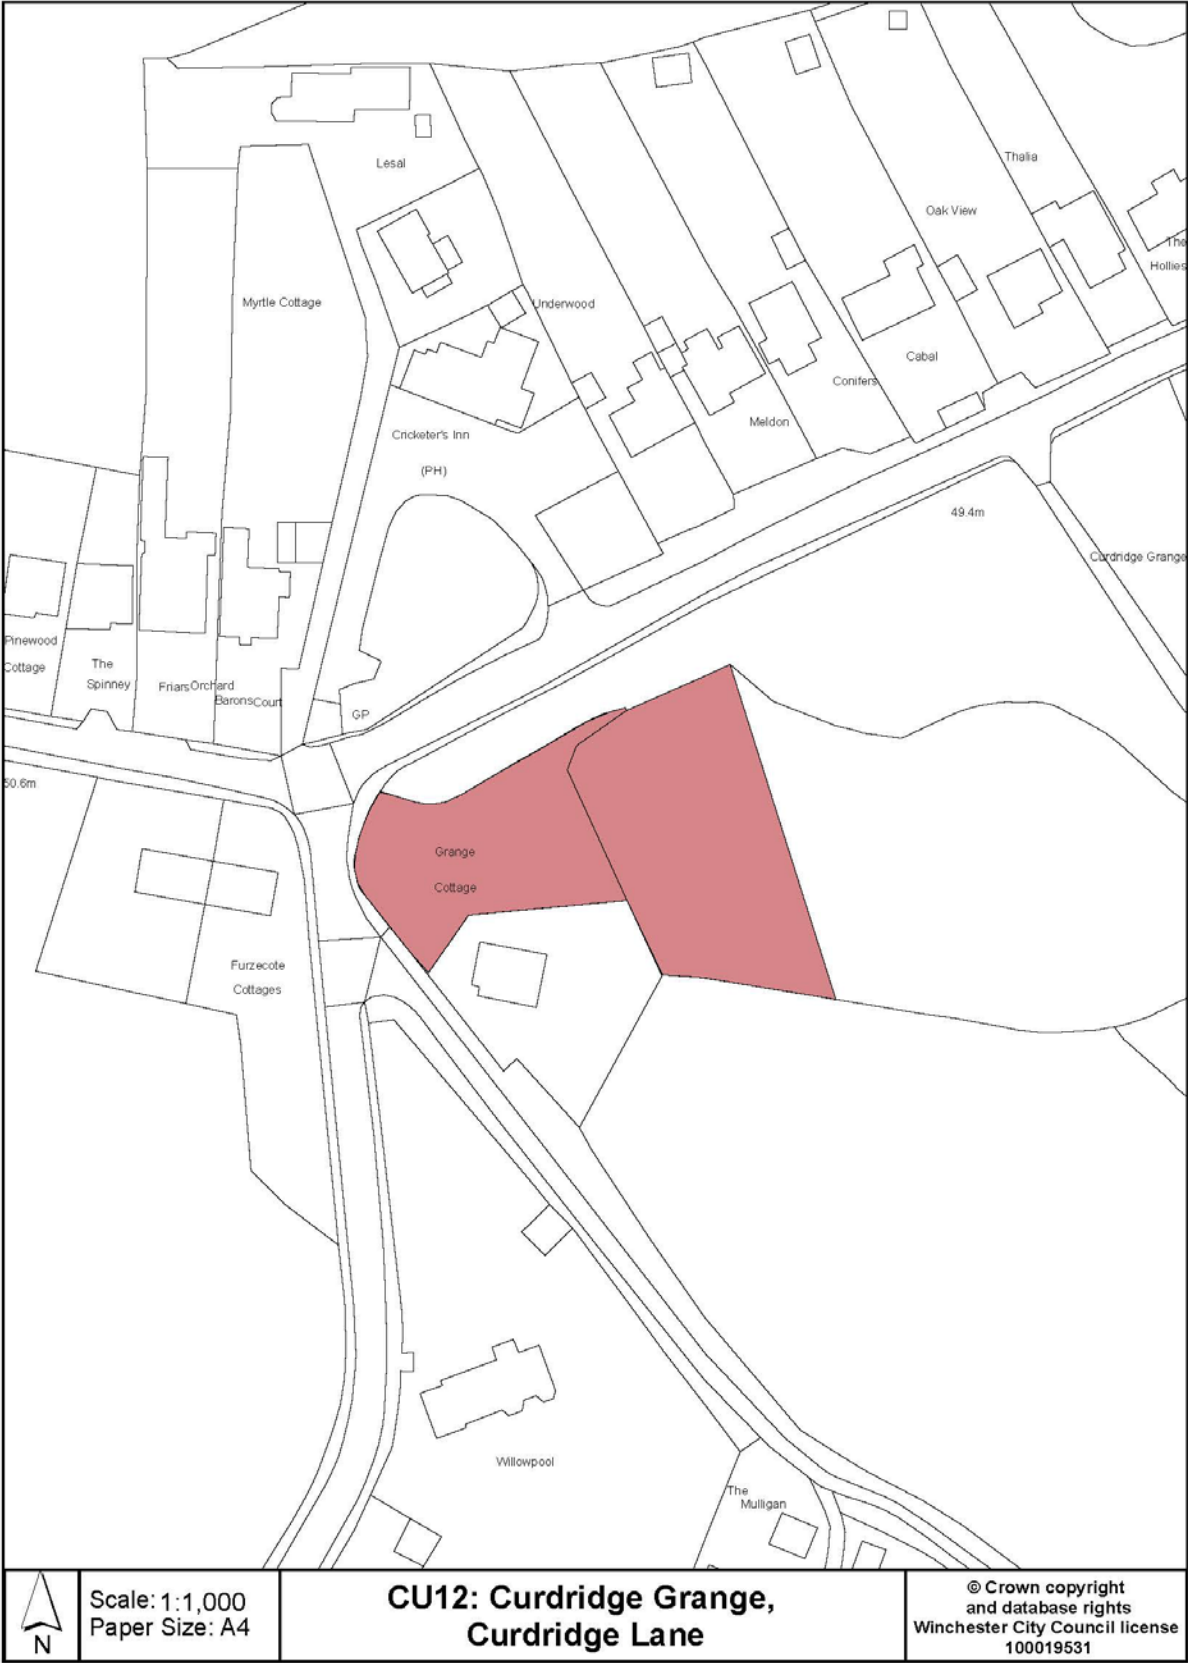 Lesal
Thalia
Oak View
The
Hollies
Myrtle Cottage
Underwood
Cabal
Conifers
Meldon
Cricketer's Inn
(PH)
49.4m
Curdridge Grange
Pinewood
Cottage
The
Spinney
Friars Orchard
Barons Court
GP
50.6m
Grange
Cottage
Furzecote
Cottages
Willowpool
The
Mulligan
N
Scale: 1:1,000
Paper Size: A4
CU12: Curdridge Grange,
Curdridge Lane
© Crown copyright
and database rights
Winchester City Council license
100019531